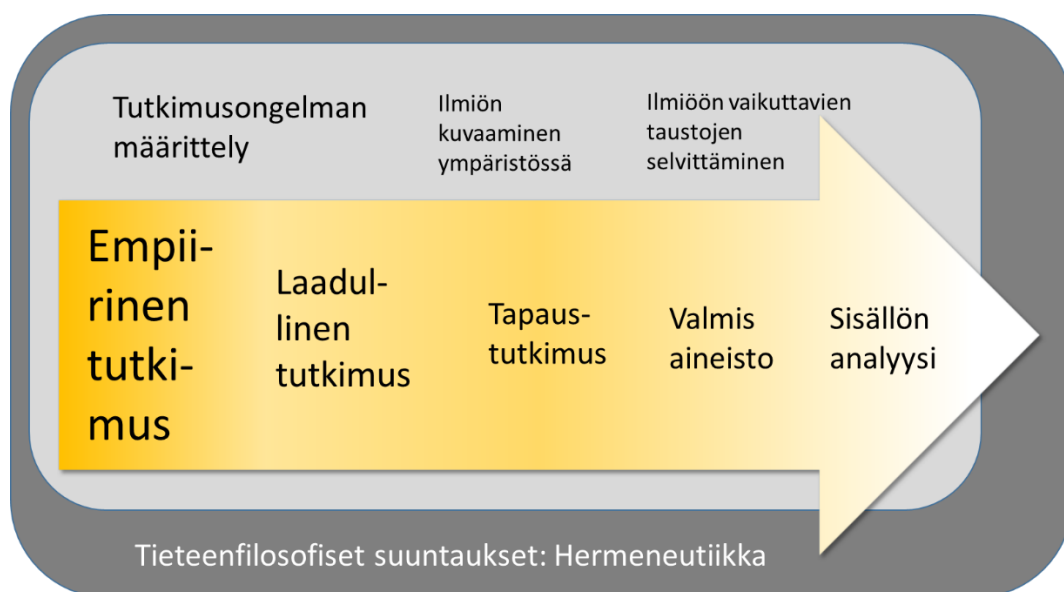 Tutkimusongelman
määrittely
Ilmiön
kuvaaminen
ympäristössä
Ilmiöön vaikuttavien
taustojen
selvittäminen
Empii-
rinen
tutki-
mus
Laadul-
linen
tutkimus
Tapaus-
tutkimus
Valmis
aineisto
Sisällön
analyysi
Tieteenfilosofiset suuntaukset: Hermeneutiikka